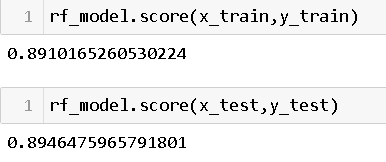 1 rf_model.score(x_train,y_train)
0.8910165260530224
1 rf_model.score(x_test,y_test)
0.8946475965791801